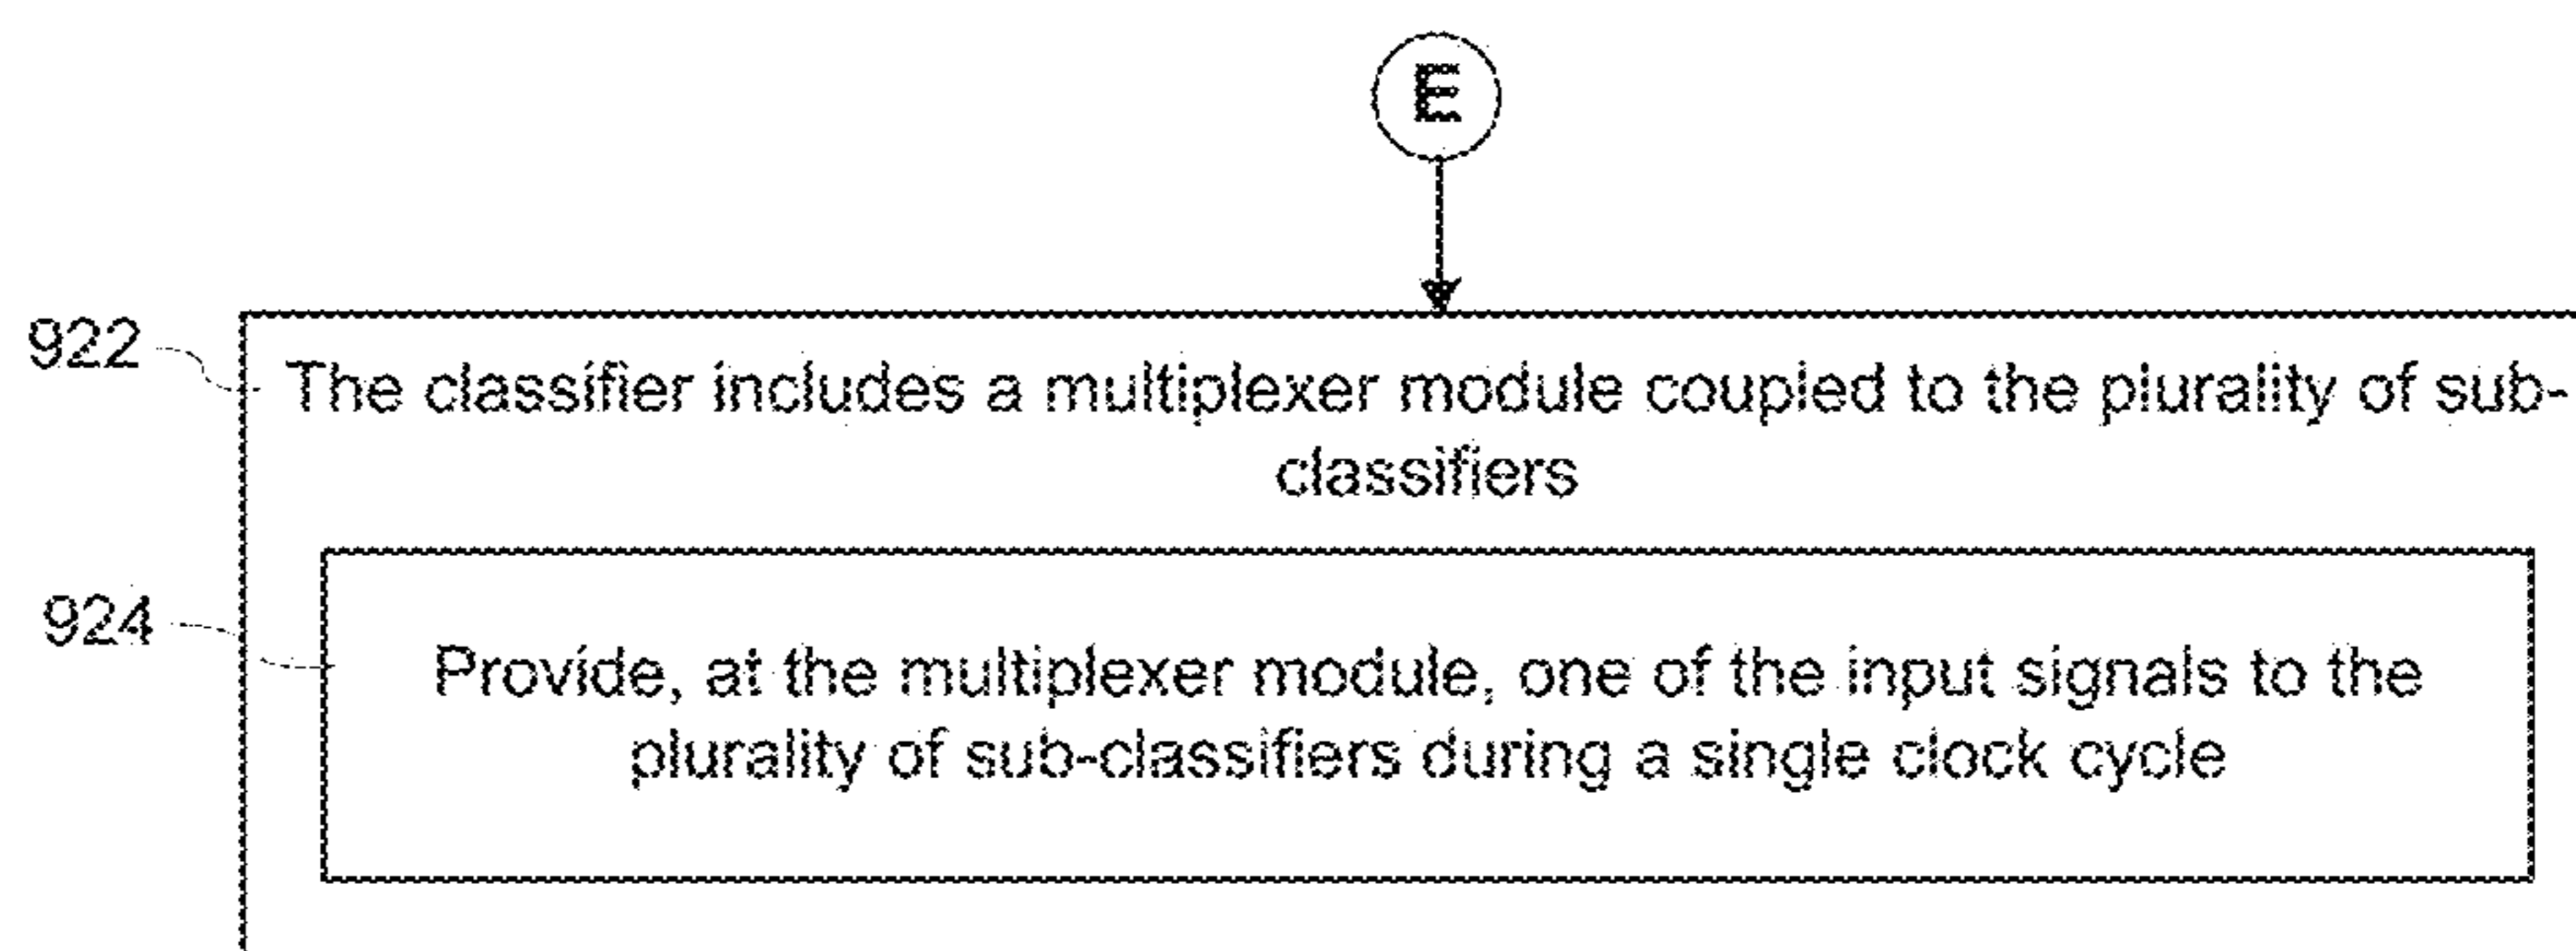 E
922
The classifier includes a multiplexer module coupled to the plurality of sub-
classifiers
924
Provide, at the multiplexer module, one of the input signals to the
plurality of sub-classifiers during a single clock cycle